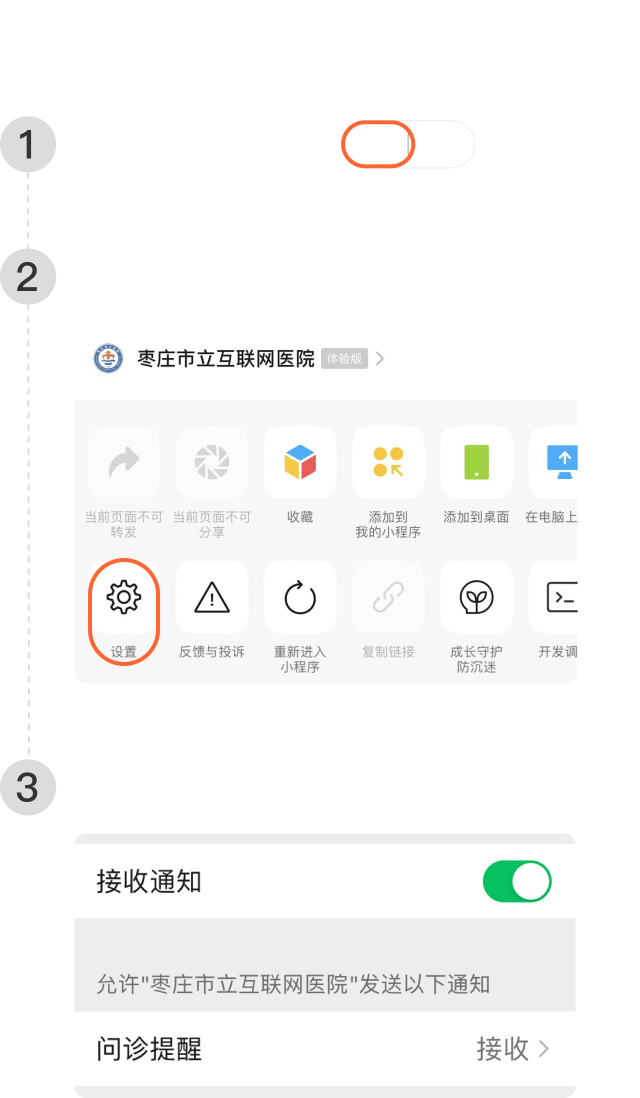 1
2
枣庄市立互联网医院 体验版
当前页面不可
转发
当前页面不可
分享
收藏
添加到
我的小程序
添加到桌面
在电脑上
设置
反馈与投诉
重新进入
小程序
复制链接
成长守护
防沉迷
开发调
3
接收通知
允许"枣庄市立互联网医院"发送以下通知
问诊提醒 接收